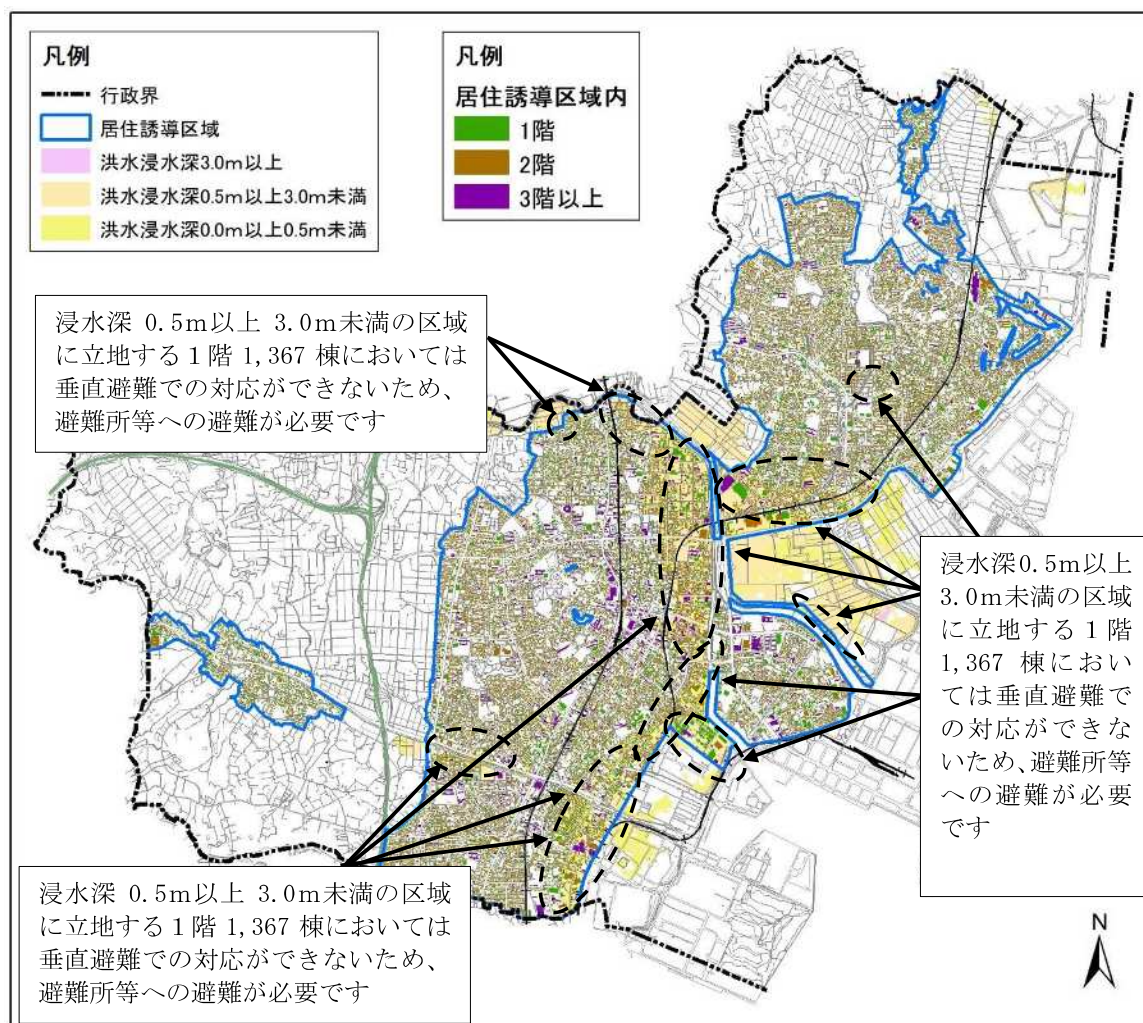 凡例
行政界
居住誘導区域
洪水浸水深3.0m以上
洪水浸水深0.5m以上3.0m未満
洪水浸水深0.0m以上0.5m未満
凡例
居住誘導区域内
1階
2階
3階以上
浸水深 0.5m以上 3.0m未満の区域
に立地する1階 1,367 棟においては
垂直避難での対応ができないため、
避難所等への避難が必要です
浸水深0.5m以上
3.0m未満の区域
に立地する1階
1,367 棟におい
ては垂直避難で
の対応ができな
いため、避難所等
への避難が必要
です
浸水深 0.5m以上 3.0m未満の区域
に立地する1階 1,367 棟においては
垂直避難での対応ができないため、
避難所等への避難が必要です
N